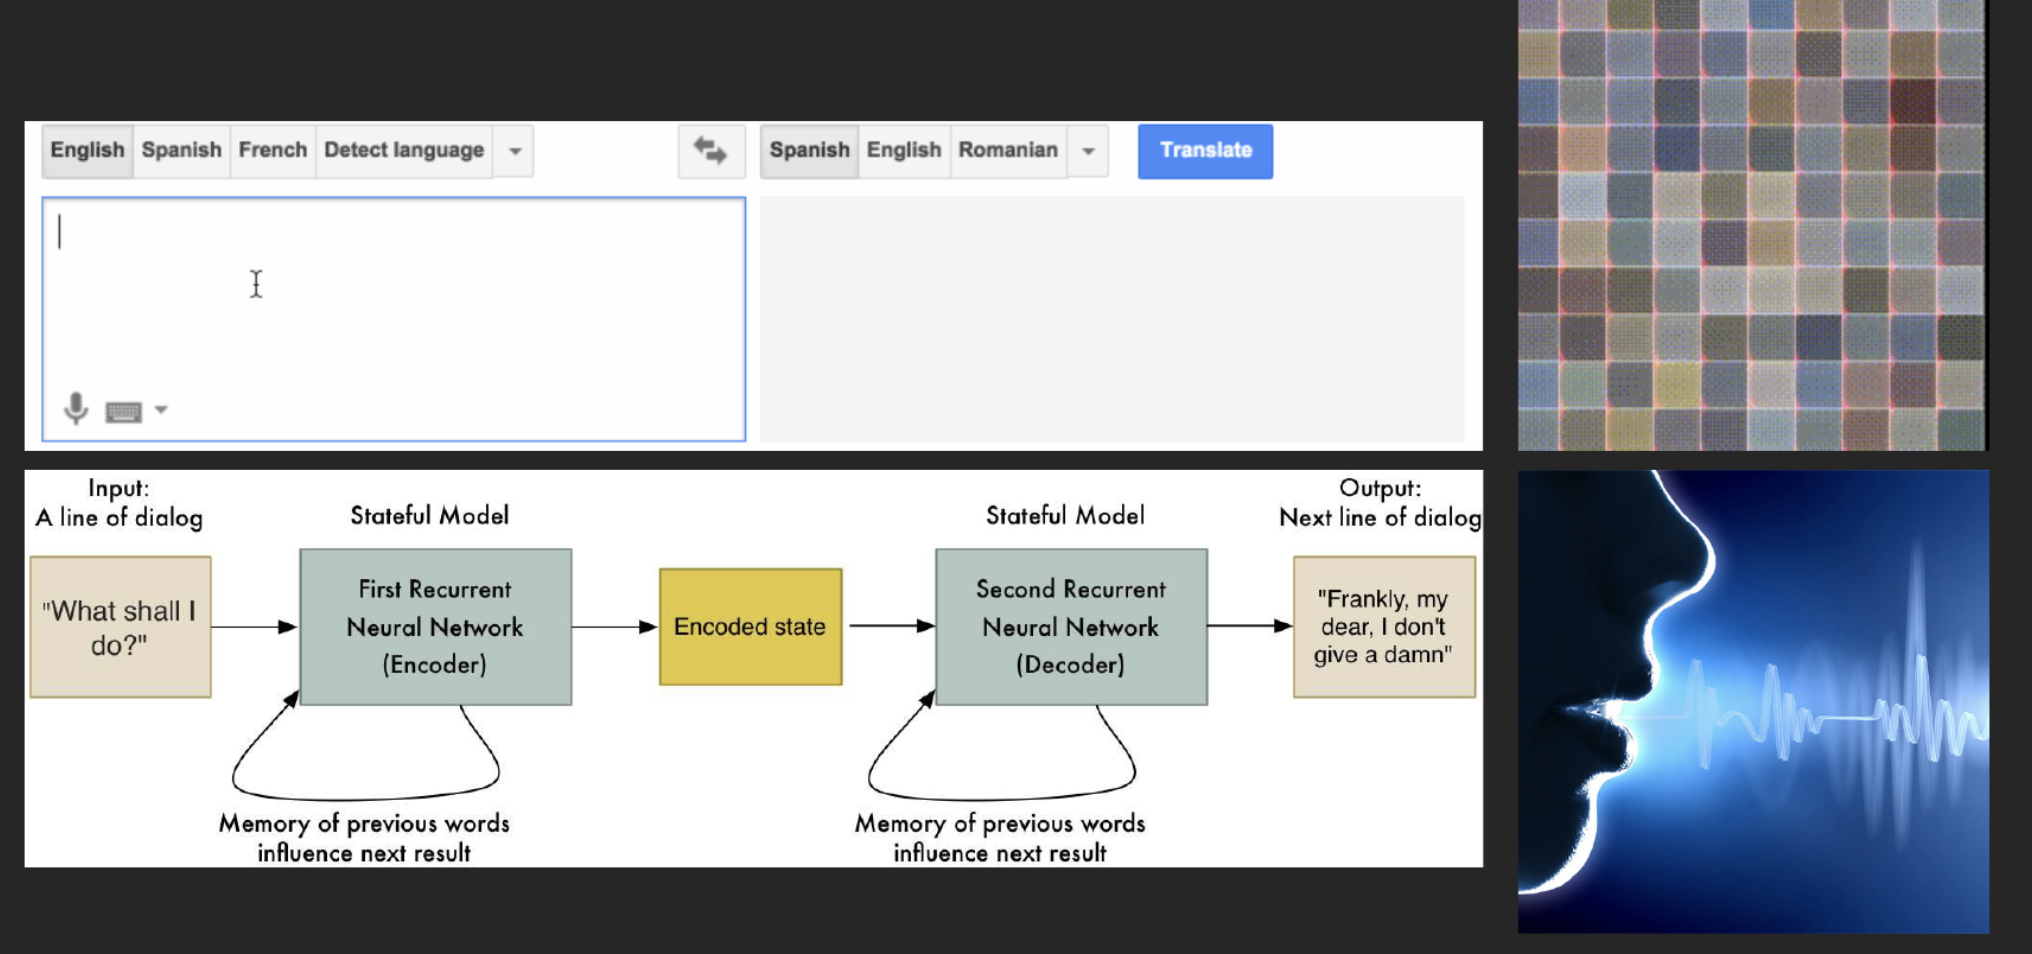 English Spanish French Detect language
Spanish English Romanian
Translate
Input:
A line of dialog
Stateful Model
Stateful Model
Output:
Next line of dialog
"What shall I
do?"
First Recurrent
Neural Network
(Encoder)
Encoded state
Second Recurrent
Neural Network
(Decoder)
"Frankly, my
dear, I don't
give a damn"
Memory of previous words
influence next result
Memory of previous words
influence next result